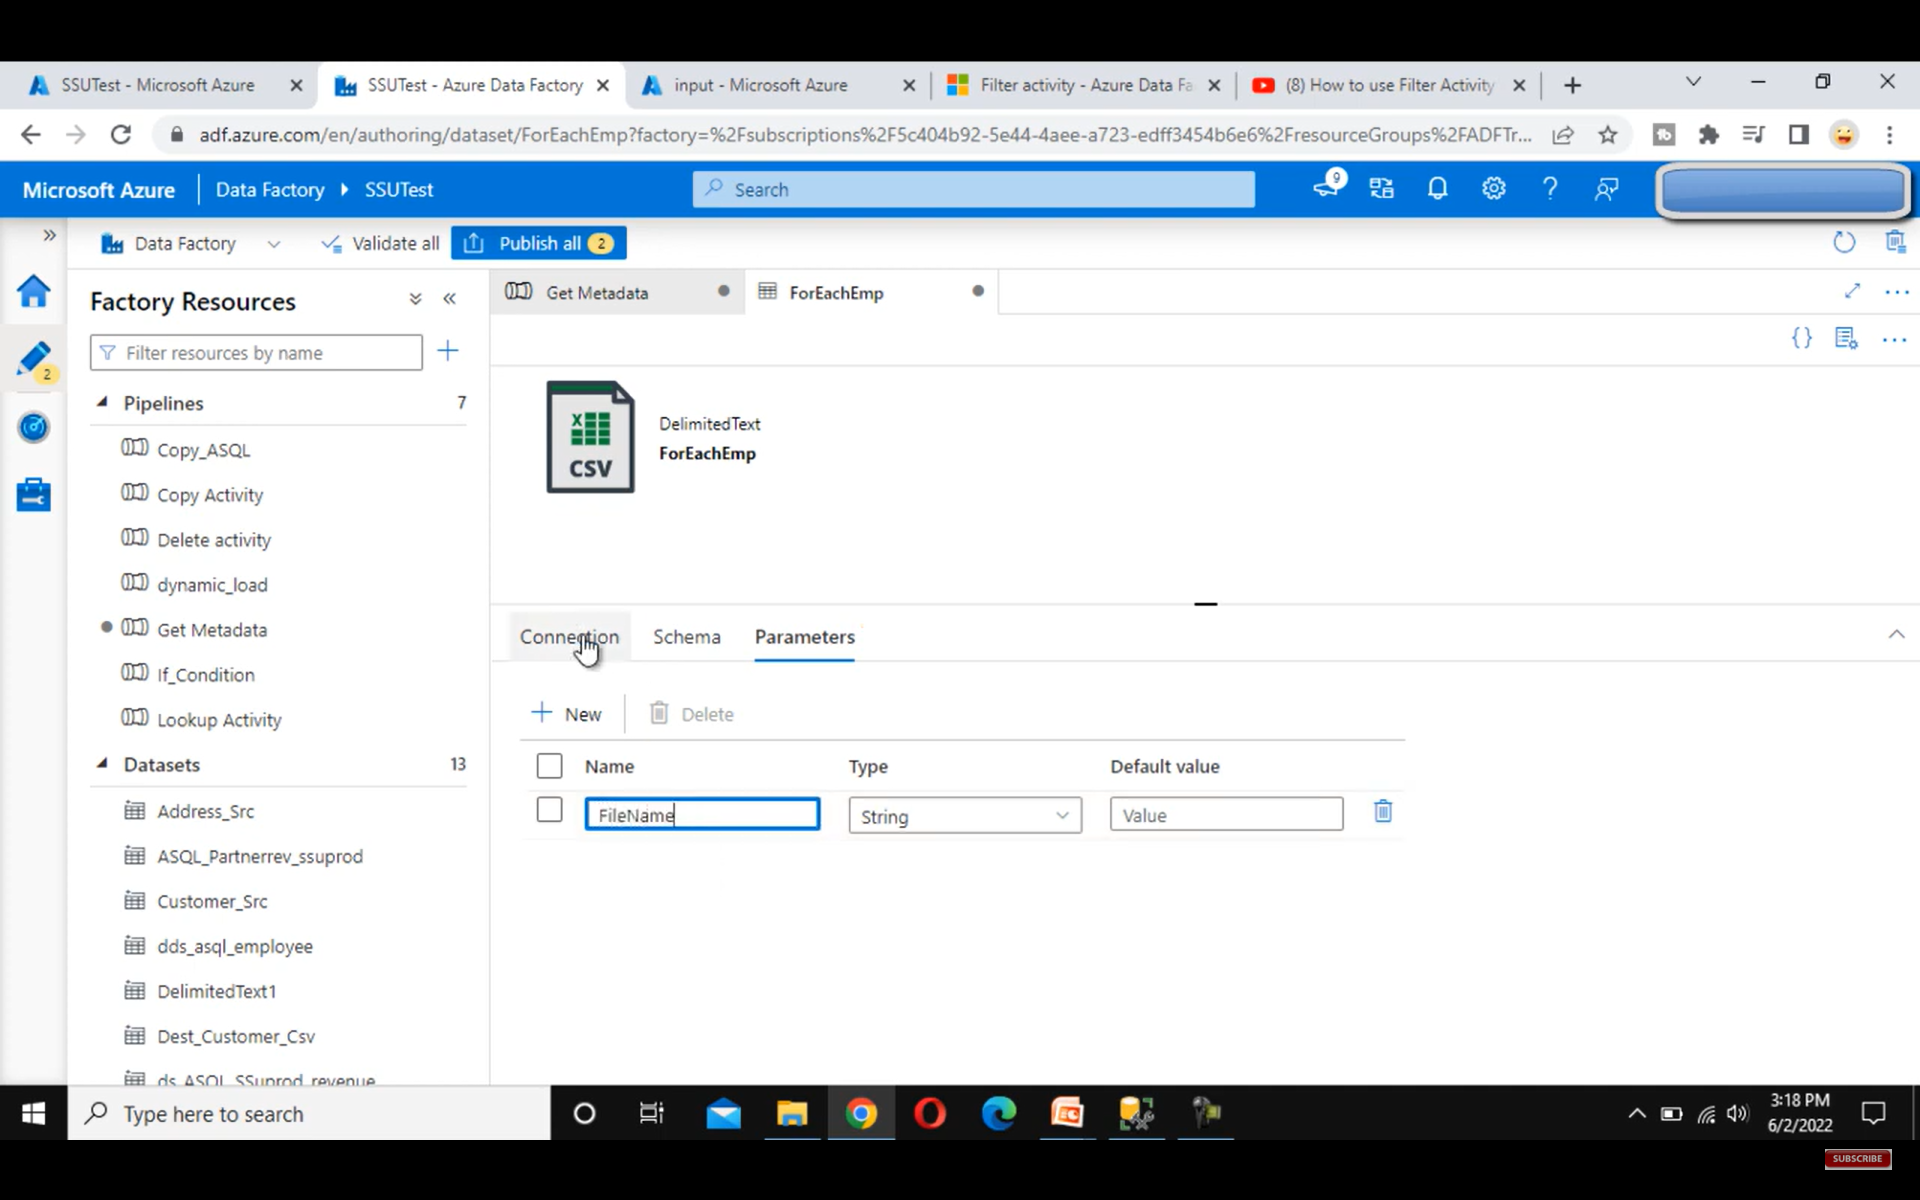 SSUTest - Microsoft Azure
SSUTest - Azure Data Factory
input - Microsoft Azure
Filter activity - Azure Data Fa
(8) How to use Filter Activity
adf.azure.com/en/authoring/dataset/ForEachEmp?factory=%2Fsubscriptions%2F5c404b92-5e44-4aee-a723-edff3454b6e6%2FresourceGroups%2FADFTr...
Microsoft Azure
Data Factory
SSUTest
Search
9
Data Factory
Validate all
Publish all 2
Factory Resources
Get Metadata
ForEachEmp
Filter resources by name
2
Pipelines 7
Copy_ASQL
Copy Activity
Delete activity
dynamic_load
Get Metadata
If_Condition
Lookup Activity
Datasets 13
Address_Src
ASQL_Partnerrev_ssuprod
Customer_Src
dds_asql_employee
DelimitedText1
Dest_Customer_Csv
ds_ASQL_SSuprod_revenue
X
CSV
DelimitedText
ForEachEmp
Connection
Schema
Parameters
New
Delete
Name Type Default value
FileName String Value
Type here to search
3:18 PM
6/2/2022
SUBSCRIBE